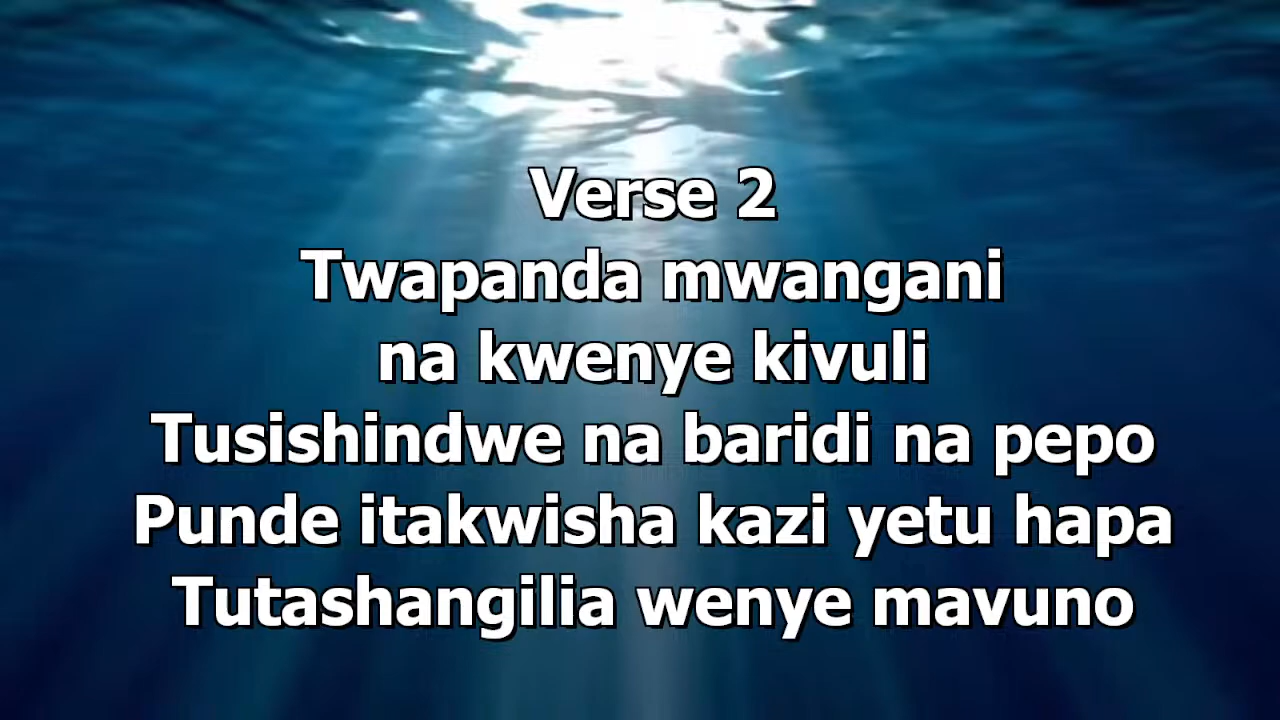 Verse 2
Twapanda mwangani
na kwenye kivuli
Tusishindwe na baridi na pepo
Punde itakwisha kazi yetu hapa
Tutashangilia wenye mavuno